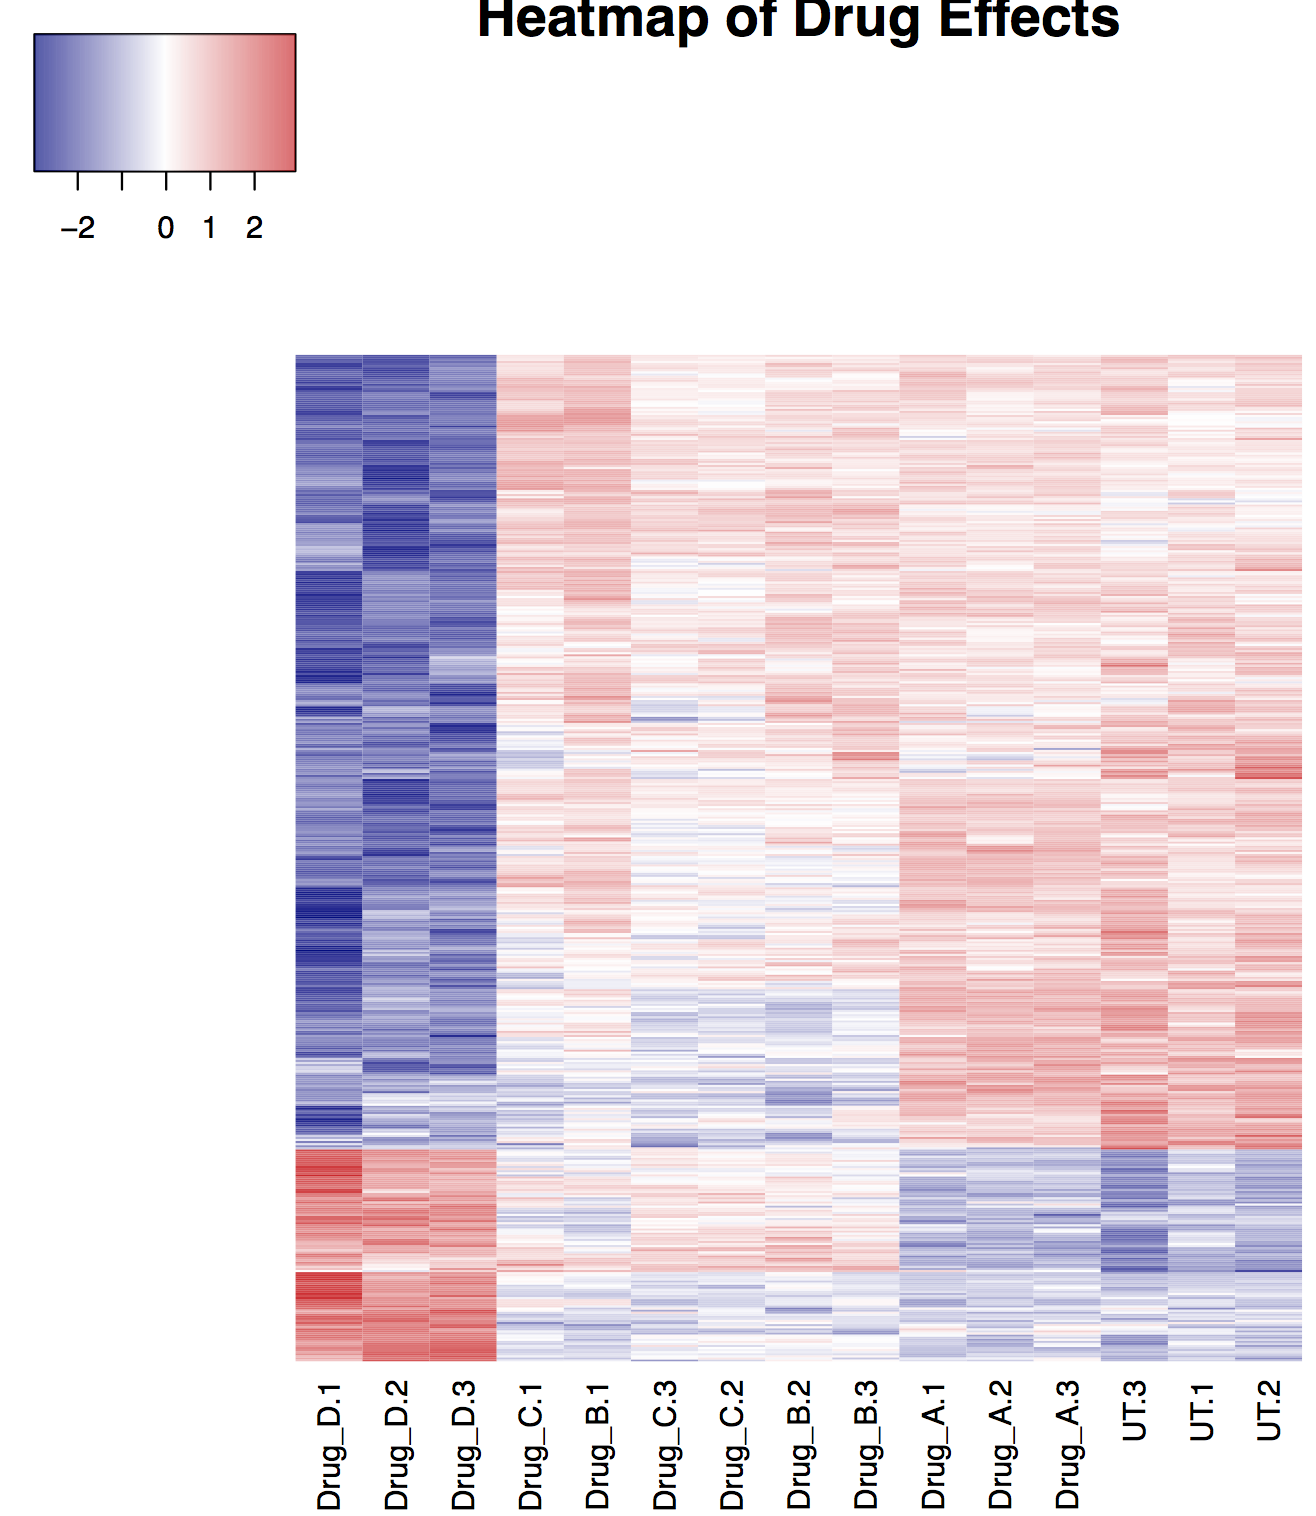 Heatmap of Drug Effects
−2 0 1 2
Drug_D.1
Drug_D.2
Drug_D.3
Drug_C.1
Drug_B.1
Drug_C.3
Drug_C.2
Drug_B.2
Drug_B.3
Drug_A.1
Drug_A.2
Drug_A.3
UT.3
UT.1
UT.2